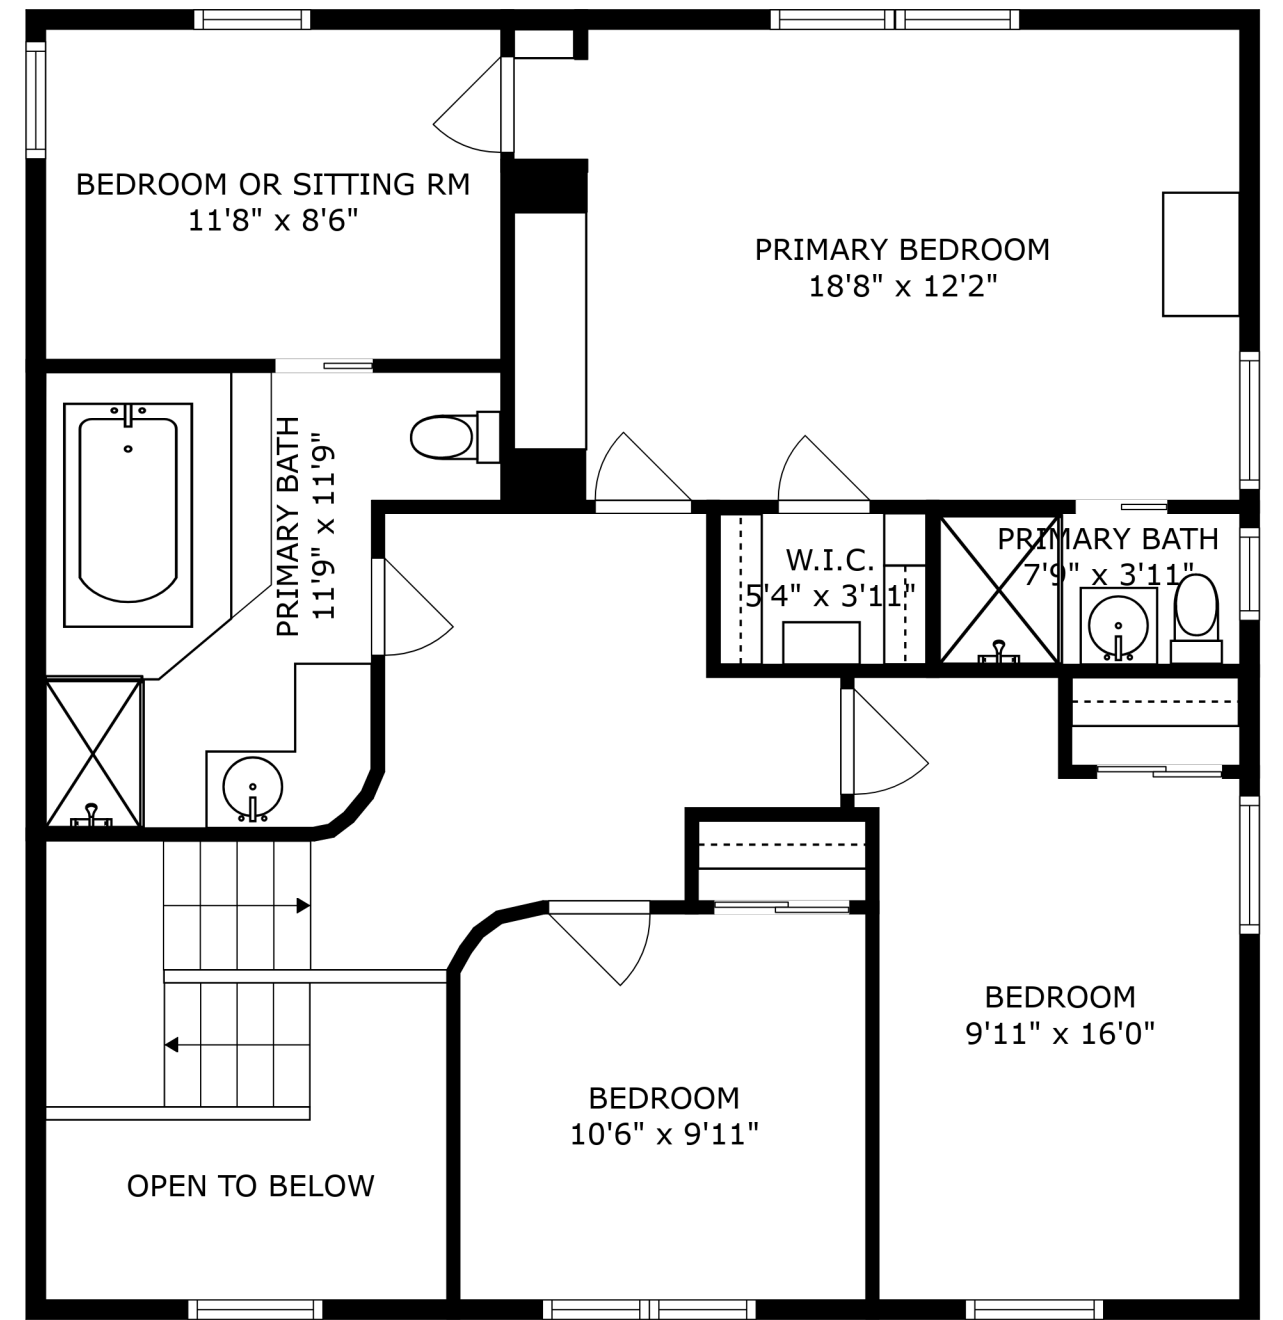 BEDROOM OR SITTING RM
11'8" x 8'6"
PRIMARY BEDROOM
18'8" x 12'2"
PRIMARY BATH
11'9" x 11'9"
W.I.C.
5'4" x 3'11"
PRIMARY BATH
7'9" x 3'11"
BEDROOM
9'11" x 16'0"
BEDROOM
10'6" x 9'11"
OPEN TO BELOW